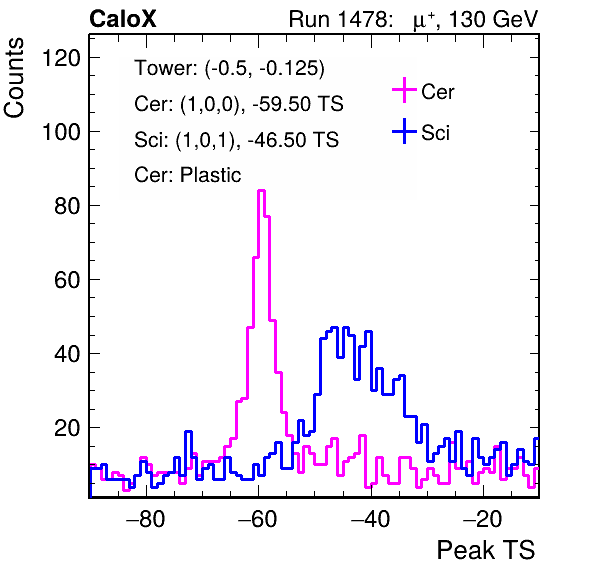 CaloX Run 1478: μ⁺, 130 GeV
Counts
120
100
80
60
40
20
Tower: (-0.5, -0.125)
Cer: (1,0,0), -59.50 TS
Sci: (1,0,1), -46.50 TS
Cer: Plastic
Cer
Sci
−80 −60 −40 −20
Peak TS